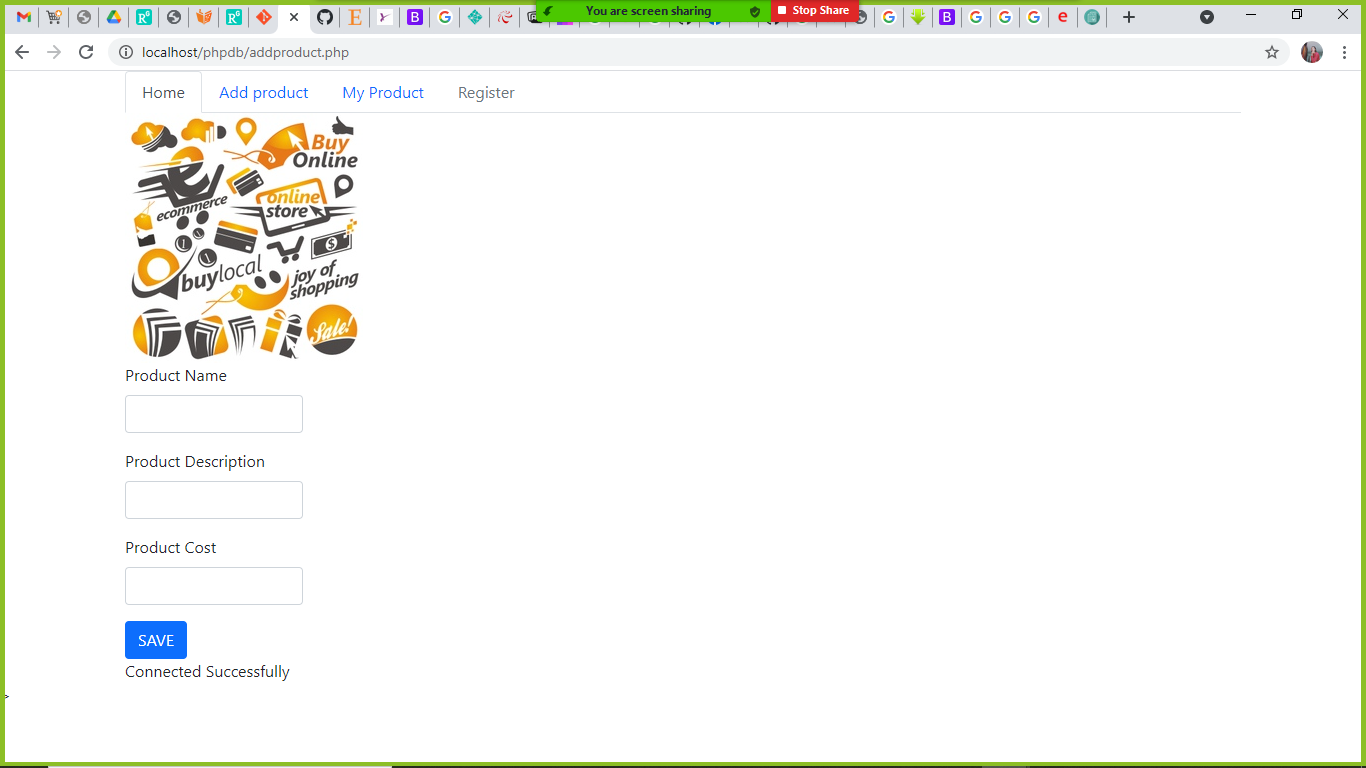 You are screen sharing
Stop Share
localhost/phpdb/addproduct.php
Home Add product My Product Register
Buy
Online
ecommerce
online
store
buylocal
joy of
shopping
Sale!
Product Name
Product Description
Product Cost
SAVE
Connected Successfully
>